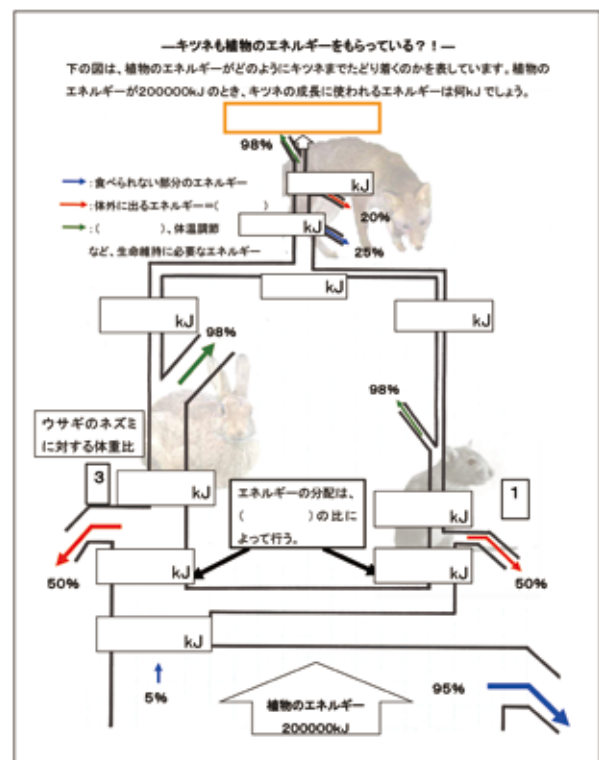 ―キツネも植物のエネルギーをもらっている？！―
下の図は、植物のエネルギーがどのようにキツネまでたどり着くのかを表しています。植物の
エネルギーが200000kJのとき、キツネの成長に使われるエネルギーは何kJでしょう。
98%
→：食べられない部分のエネルギー
kJ
→：体外に出るエネルギー＝(　　　　)
20%
→：(　　　　)、体温調節
kJ
など、生命維持に必要なエネルギー
25%
kJ
kJ
kJ
98%
98%
ウサギのネズミ
に対する体重比
3
kJ
エネルギーの分配は、
(　　　　)の比に
よって行う。
kJ
1
50%
kJ
kJ
50%
kJ
5%
植物のエネルギー
200000kJ
95%